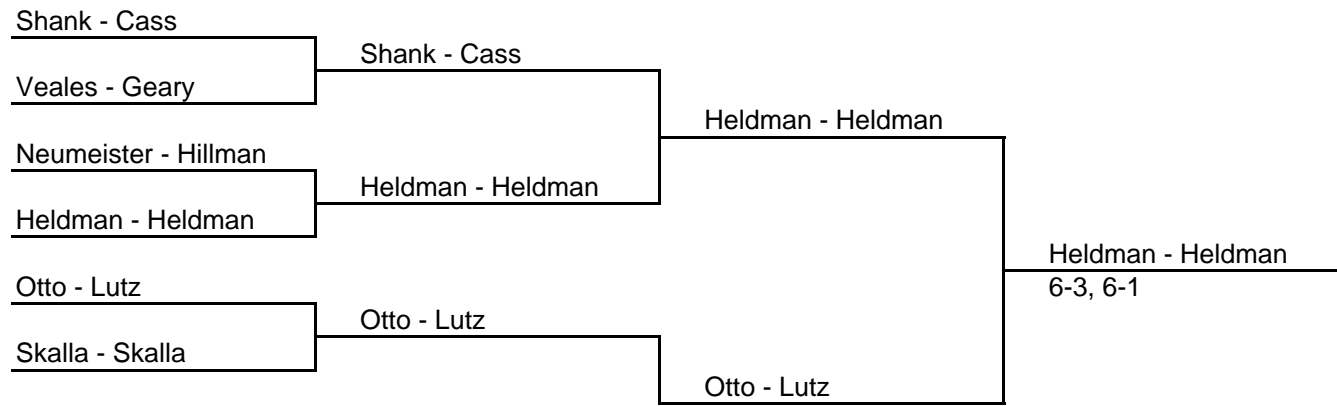 Shank - Cass
Veales - Geary
Neumeister - Hillman
Heldman - Heldman
Otto - Lutz
Skalla - Skalla
Shank - Cass
Heldman - Heldman
Otto - Lutz
Heldman - Heldman
Otto - Lutz
Heldman - Heldman
6-3, 6-1